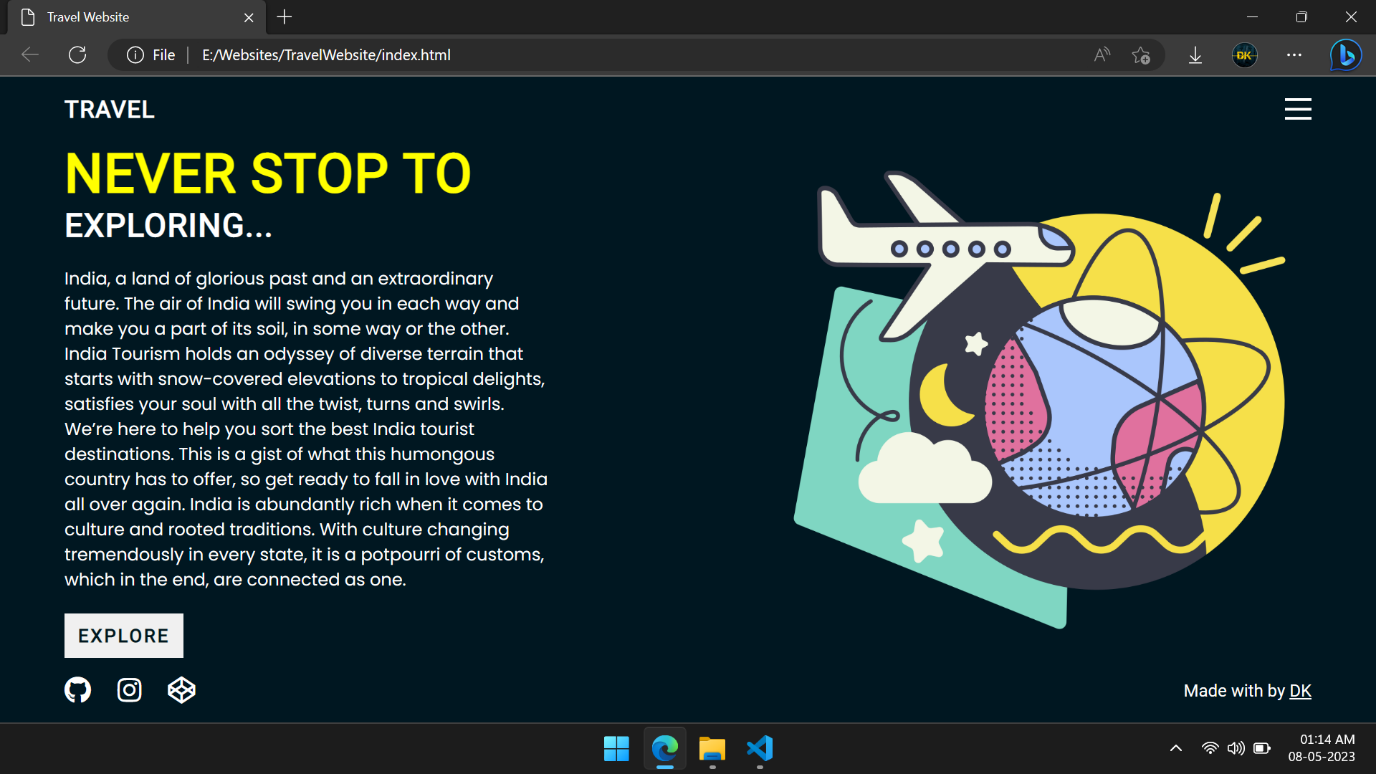 Travel Website
File
E:/Websites/TravelWebsite/index.html
DK
TRAVEL
NEVER STOP TO
EXPLORING...
India, a land of glorious past and an extraordinary
future. The air of India will swing you in each way and
make you a part of its soil, in some way or the other.
India Tourism holds an odyssey of diverse terrain that
starts with snow-covered elevations to tropical delights,
satisfies your soul with all the twist, turns and swirls.
We’re here to help you sort the best India tourist
destinations. This is a gist of what this humongous
country has to offer, so get ready to fall in love with India
all over again. India is abundantly rich when it comes to
culture and rooted traditions. With culture changing
tremendously in every state, it is a potpourri of customs,
which in the end, are connected as one.
EXPLORE
Made with by DK
01:14 AM
08-05-2023